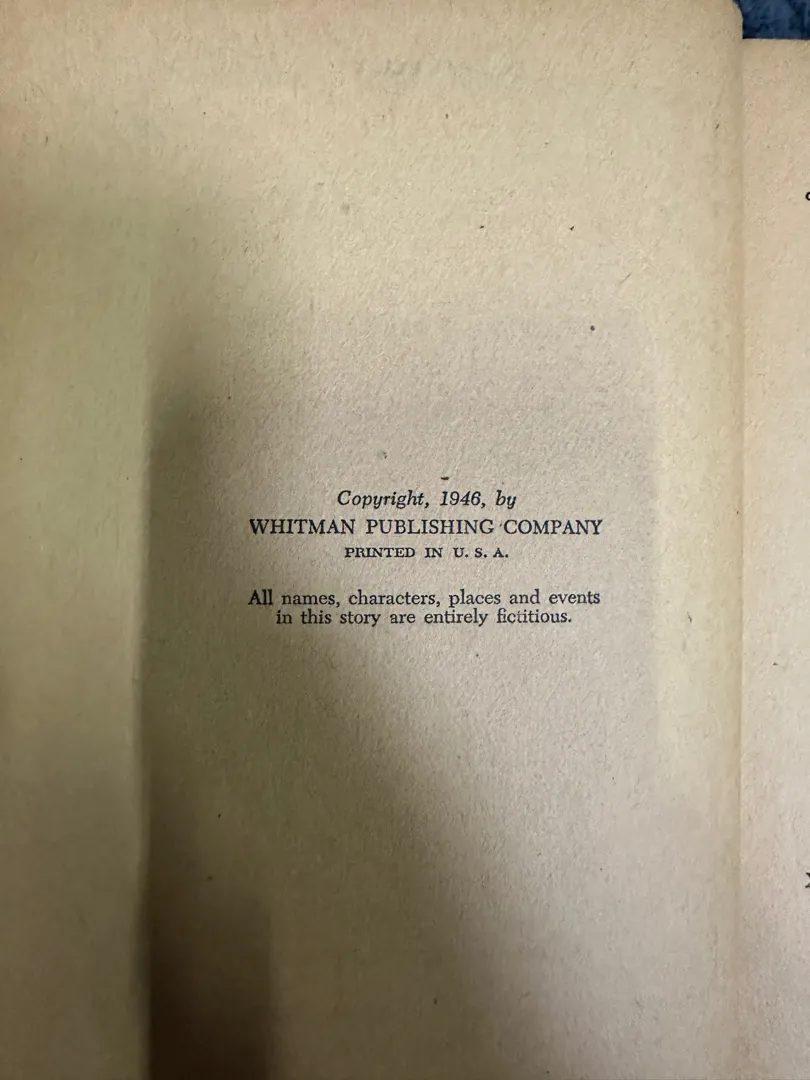 Copyright, 1946, by
WHITMAN PUBLISHING COMPANY
PRINTED IN U. S. A.
All names, characters, places and events
in this story are entirely fictitious.